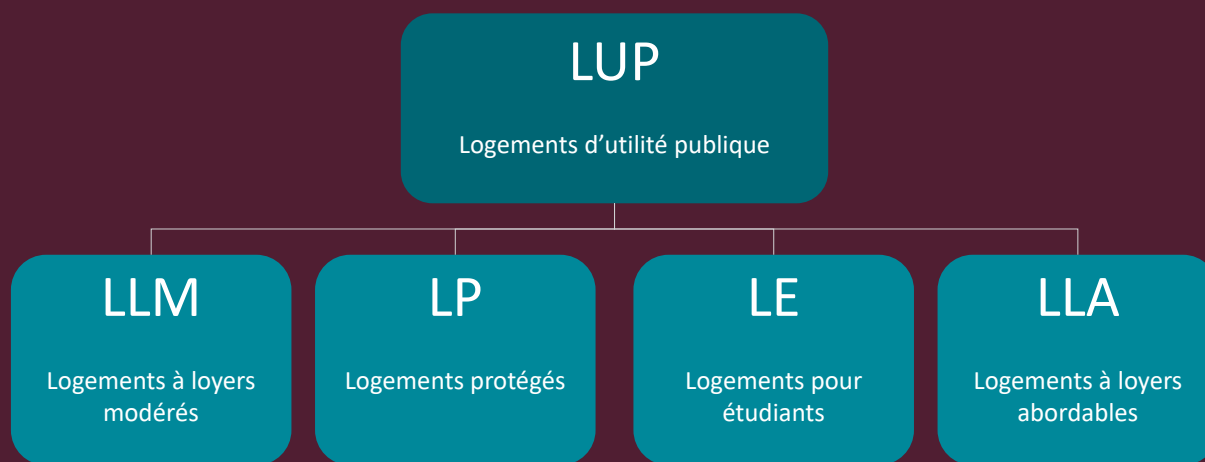 LUP
Logements d’utilité publique
LLM
Logements à loyers
modérés
LP
Logements protégés
LE
Logements pour
étudiants
LLA
Logements à loyers
abordables